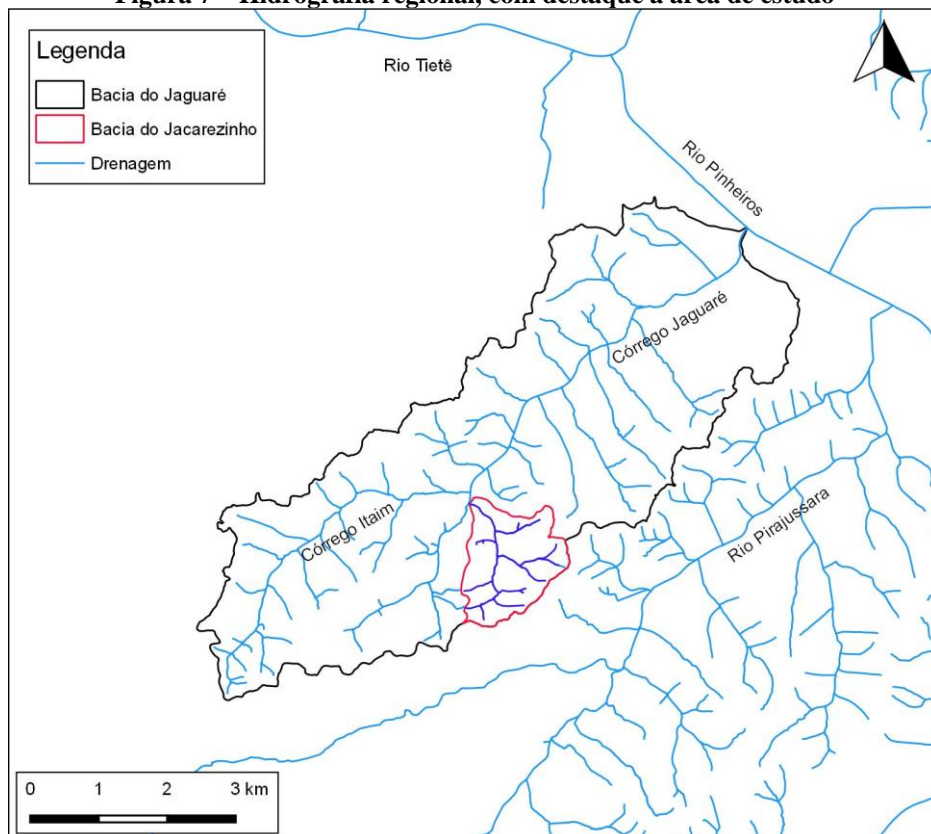 Figura 7 – Hidrografia regional, com destaque à área de estudo
Legenda
Bacia do Jaguaré
Bacia do Jacarezinho
Drenagem
Rio Tietê
Rio Pinheiros
Córrego Jaguaré
Córrego Itaim
Rio Pirajussara
0 1 2 3 km